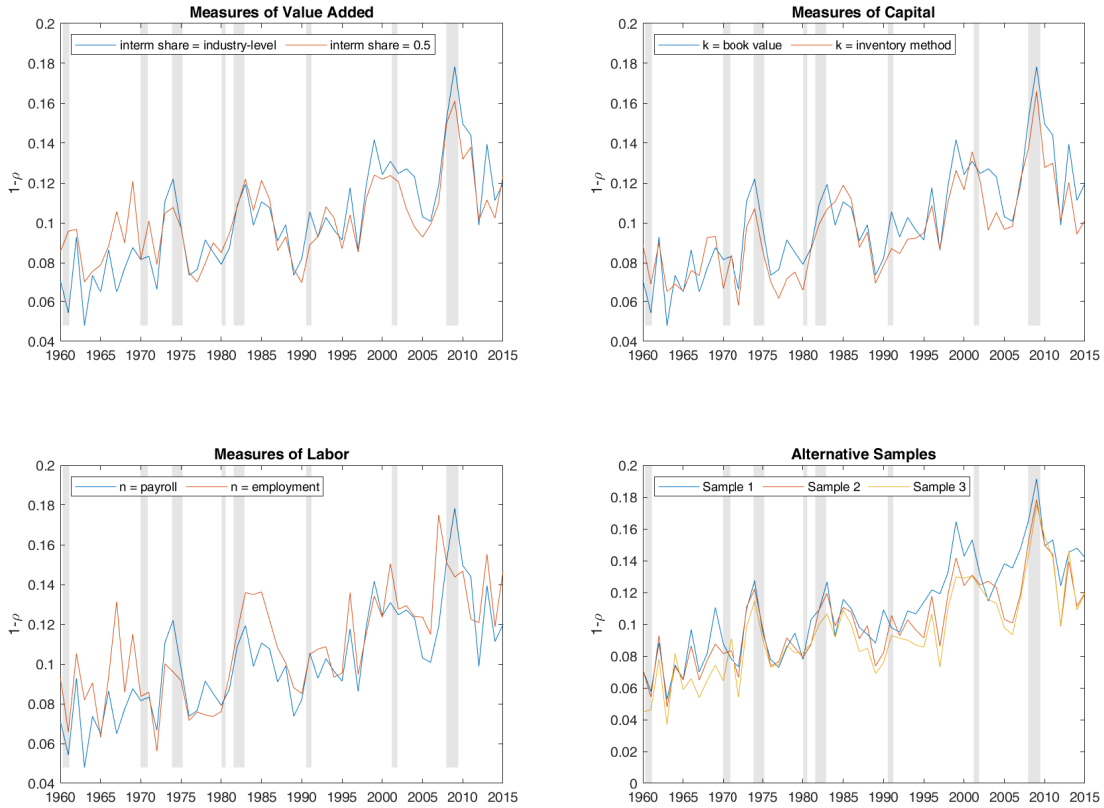 Measures of Value Added
interm share = industry-level
interm share = 0.5
1-ρ
0.2
0.18
0.16
0.14
0.12
0.1
0.08
0.06
0.04
1960 1965 1970 1975 1980 1985 1990 1995 2000 2005 2010 2015
Measures of Capital
k = book value
k = inventory method
1-ρ
0.2
0.18
0.16
0.14
0.12
0.1
0.08
0.06
0.04
1960 1965 1970 1975 1980 1985 1990 1995 2000 2005 2010 2015
Measures of Labor
n = payroll
n = employment
1-ρ
0.2
0.18
0.16
0.14
0.12
0.1
0.08
0.06
0.04
1960 1965 1970 1975 1980 1985 1990 1995 2000 2005 2010 2015
Alternative Samples
Sample 1
Sample 2
Sample 3
1-ρ
0.2
0.18
0.16
0.14
0.12
0.1
0.08
0.06
0.04
0.02
0
1960 1965 1970 1975 1980 1985 1990 1995 2000 2005 2010 2015